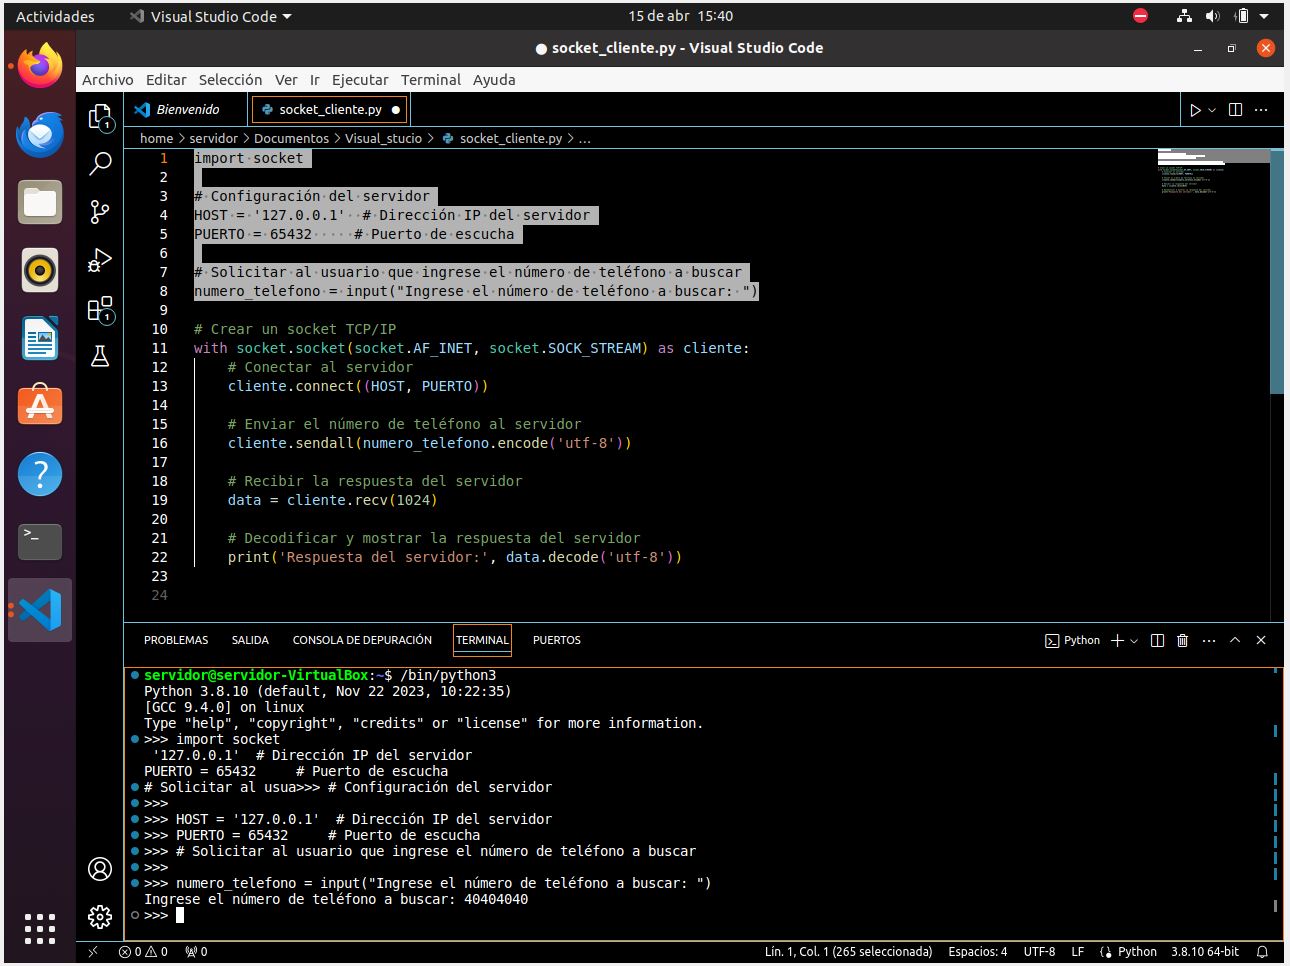 Actividades Visual Studio Code 15 de abr 15:40
● socket_cliente.py - Visual Studio Code
Archivo Editar Selección Ver Ir Ejecutar Terminal Ayuda
Bienvenido socket_cliente.py ●
home > servidor > Documentos > Visual_stucio > socket_cliente.py > ...
1 import socket
2
3 # Configuración del servidor
4 HOST = '127.0.0.1'  # Dirección IP del servidor
5 PUERTO = 65432     # Puerto de escucha
6
7 # Solicitar al usuario que ingrese el número de teléfono a buscar
8 numero_telefono = input("Ingrese el número de teléfono a buscar: ")
9
10 # Crear un socket TCP/IP
11 with socket.socket(socket.AF_INET, socket.SOCK_STREAM) as cliente:
12     # Conectar al servidor
13     cliente.connect((HOST, PUERTO))
14
15     # Enviar el número de teléfono al servidor
16     cliente.sendall(numero_telefono.encode('utf-8'))
17
18     # Recibir la respuesta del servidor
19     data = cliente.recv(1024)
20
21     # Decodificar y mostrar la respuesta del servidor
22     print('Respuesta del servidor:', data.decode('utf-8'))
23
24
1
1
PROBLEMAS SALIDA CONSOLA DE DEPURACIÓN TERMINAL PUERTOS Python
servidor@servidor-VirtualBox:~$ /bin/python3
Python 3.8.10 (default, Nov 22 2023, 10:22:35)
[GCC 9.4.0] on linux
Type "help", "copyright", "credits" or "license" for more information.
>>> import socket
 '127.0.0.1'  # Dirección IP del servidor
PUERTO = 65432     # Puerto de escucha
# Solicitar al usua>>> # Configuración del servidor
>>>
>>> HOST = '127.0.0.1'  # Dirección IP del servidor
>>> PUERTO = 65432     # Puerto de escucha
>>> # Solicitar al usuario que ingrese el número de teléfono a buscar
>>>
>>> numero_telefono = input("Ingrese el número de teléfono a buscar: ")
Ingrese el número de teléfono a buscar: 40404040
>>>
0 0 0 Lín. 1, Col. 1 (265 seleccionada) Espacios: 4 UTF-8 LF Python 3.8.10 64-bit